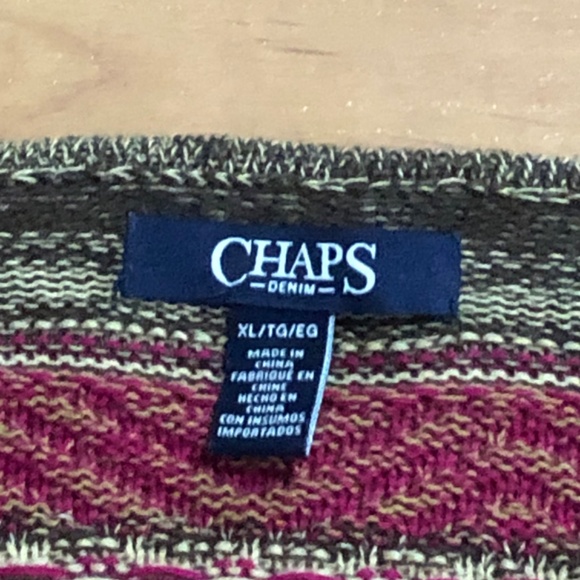 CHAPS
DENIM
XL/TG/EG
MADE IN
CHINA
FABRIQUÉ EN
CHINE
HECHO EN
CHINA
CON INSUMOS
IMPORTADOS